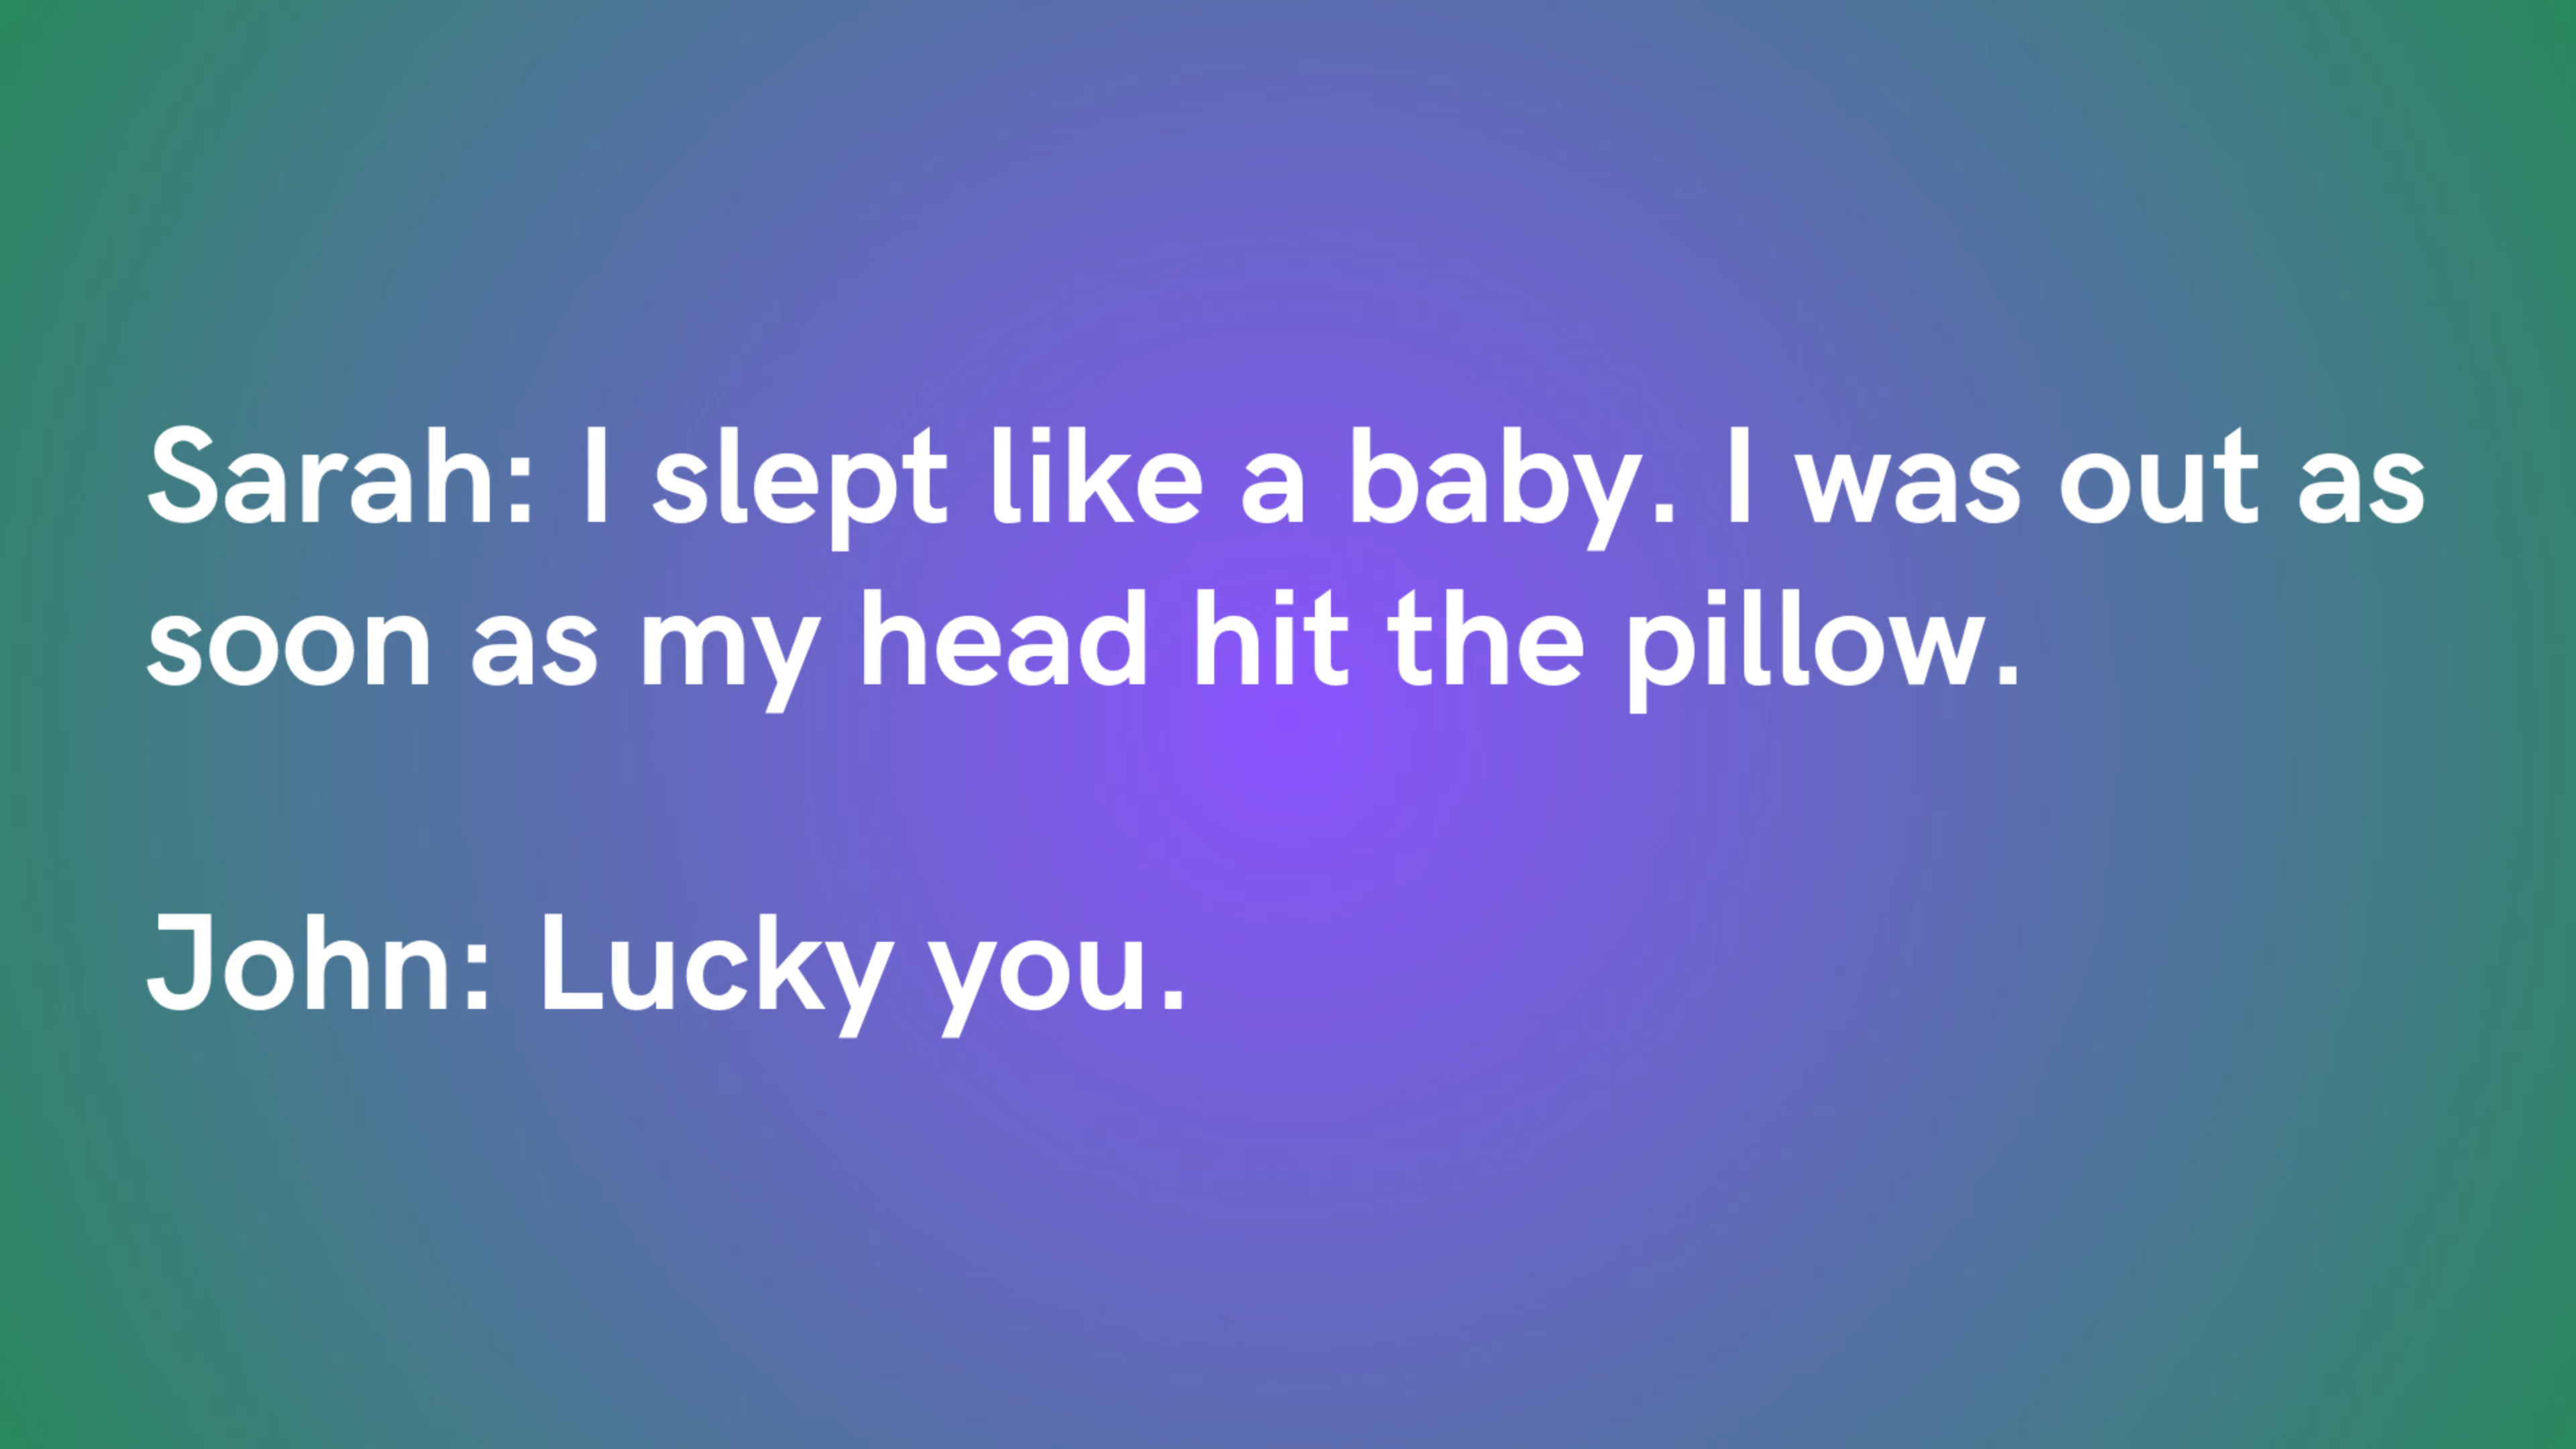 Sarah: I slept like a baby. I was out as
soon as my head hit the pillow.
John: Lucky you.